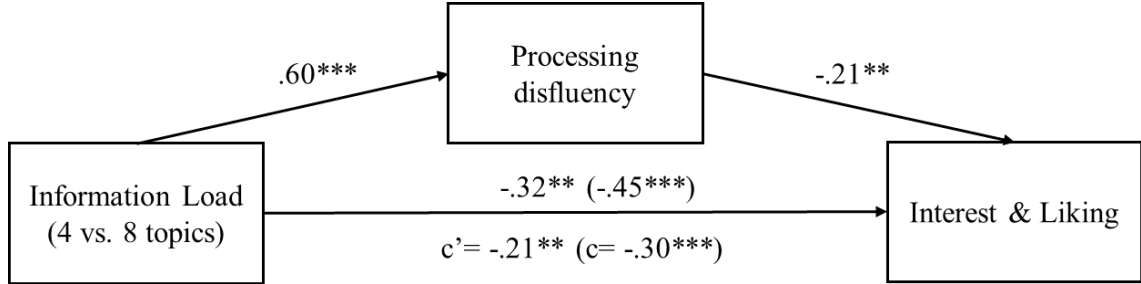 Processing
disfluency
.60***
-.21**
Information Load
(4 vs. 8 topics)
-.32** (-.45***)
c’= -.21** (c= -.30***)
Interest & Liking